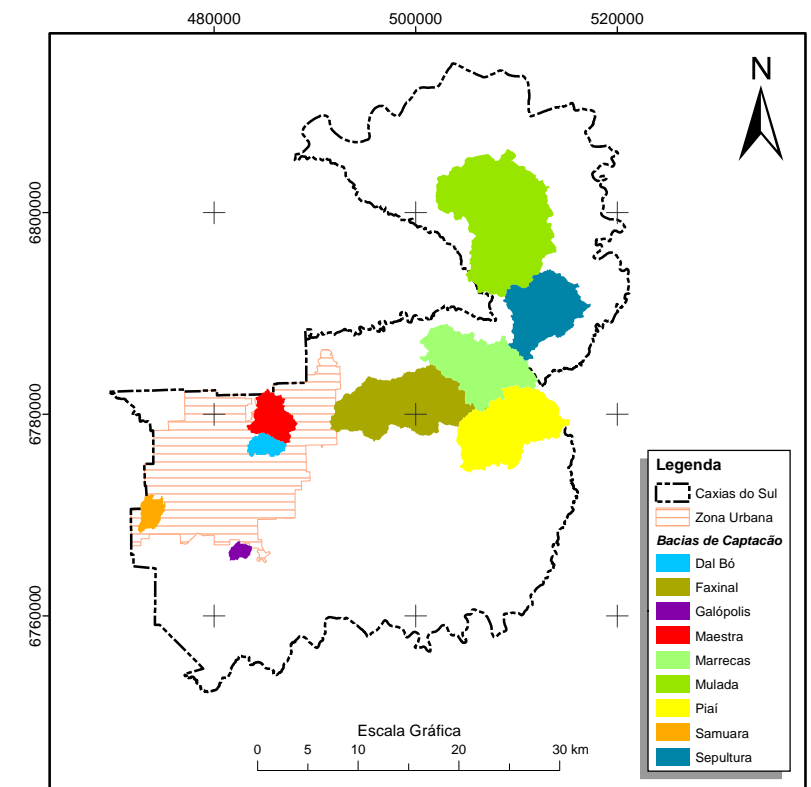 480000 500000 520000
N
6800000
6780000
6760000
Legenda
Caxias do Sul
Zona Urbana
Bacias de Captacão
Dal Bó
Faxinal
Galópolis
Maestra
Marrecas
Mulada
Piaí
Samuara
Sepultura
Escala Gráfica
0 5 10 20 30 km